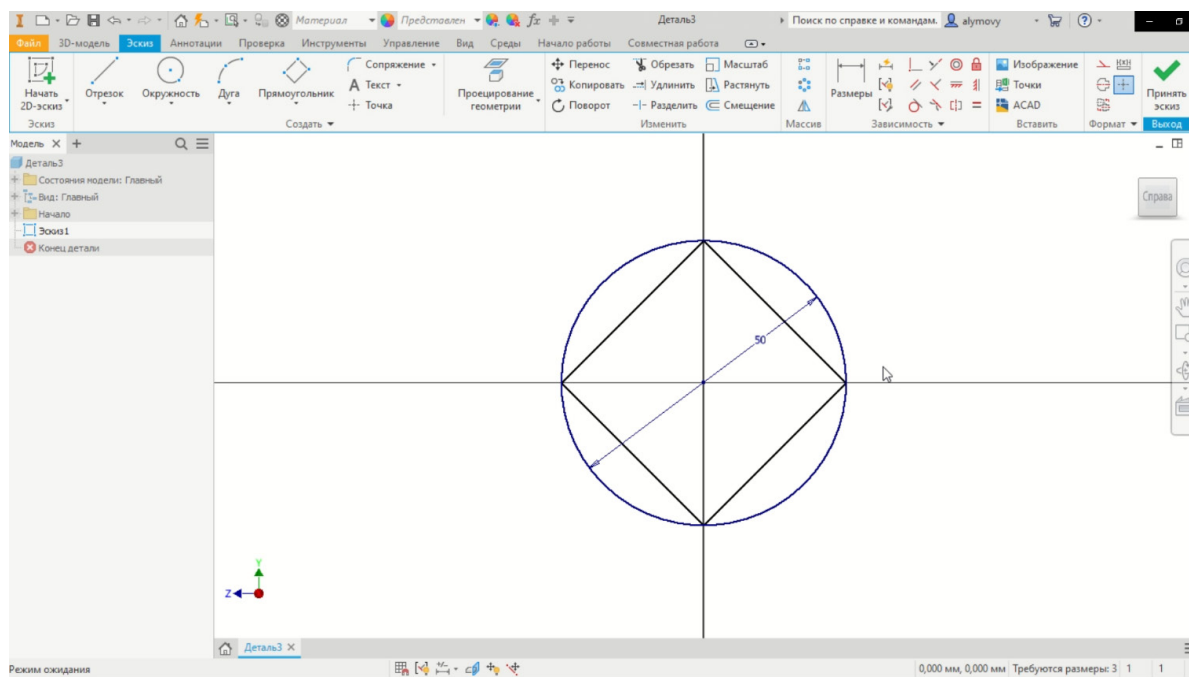 Материал Представлен fx Деталь3 Поиск по справке и командам. alymovy
Файл 3D-модель Эскиз Аннотации Проверка Инструменты Управление Вид Среды Начало работы Совместная работа
Начать 2D-эскиз Отрезок Окружность Дуга Прямоугольник Сопряжение Проецирование геометрии Перенос Обрезать Масштаб Размеры Изображение Принять эскиз
A Текст Копировать Удлинить Растянуть Точки
Точка Поворот Разделить Смещение ACAD
Эскиз Создать Изменить Массив Зависимость Вставить Формат Выход
Модель
Деталь3
Состояния модели: Главный
Вид: Главный
Начало
Эскиз1
Конец детали
Справа
50
Y
Z
Деталь3
Режим ожидания 0,000 мм, 0,000 мм Требуются размеры: 3 1 1